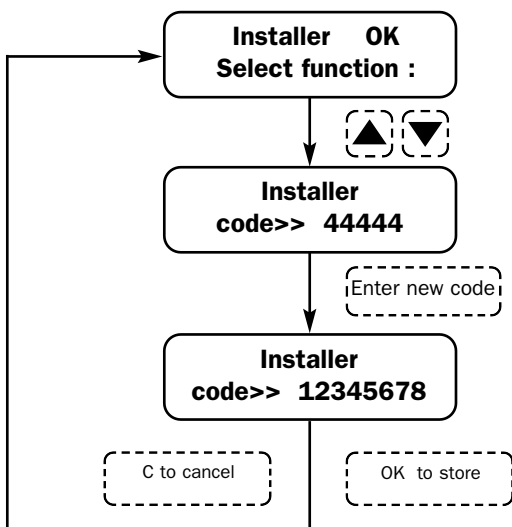 Installer OK
Select function :
Installer
code>> 44444
Enter new code
Installer
code>> 12345678
C to cancel
OK to store